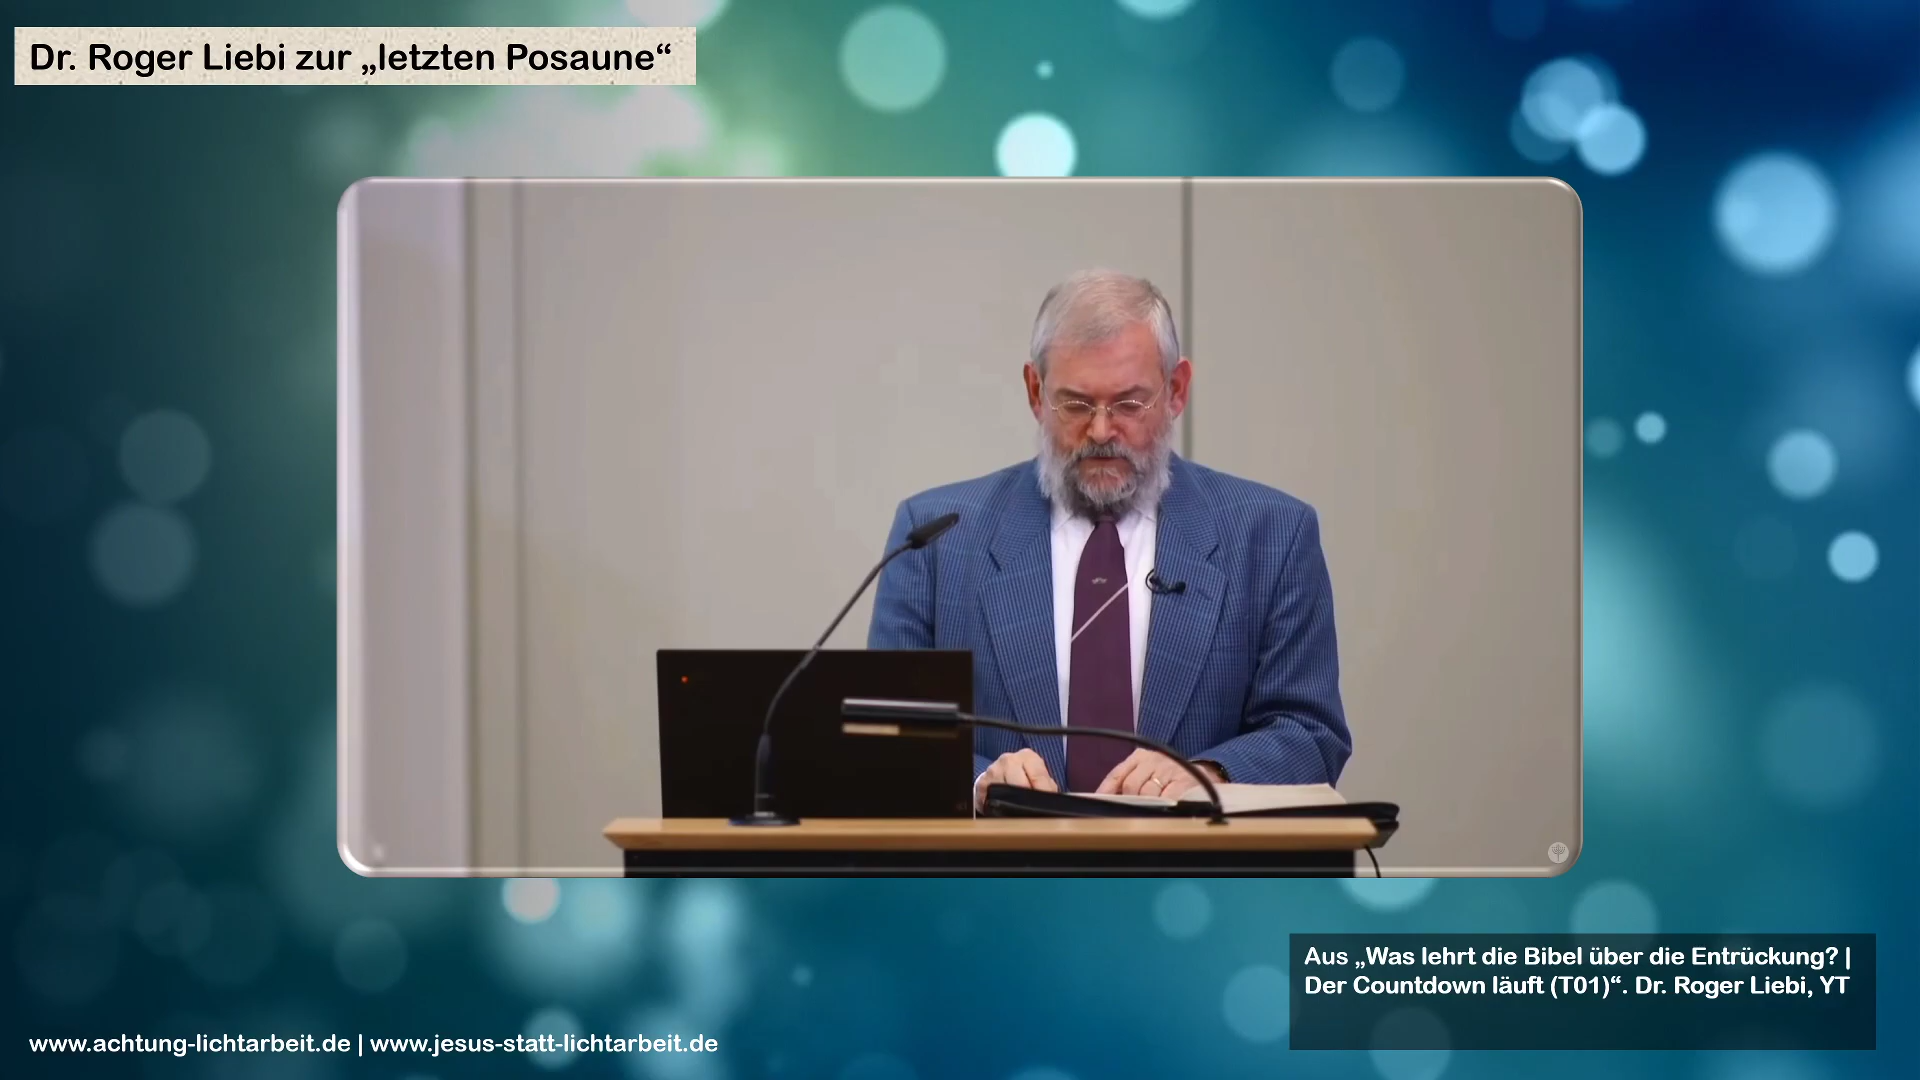 Dr. Roger Liebi zur „letzten Posaune“
Aus „Was lehrt die Bibel über die Entrückung? |
Der Countdown läuft (T01)“. Dr. Roger Liebi, YT
www.achtung-lichtarbeit.de | www.jesus-statt-lichtarbeit.de